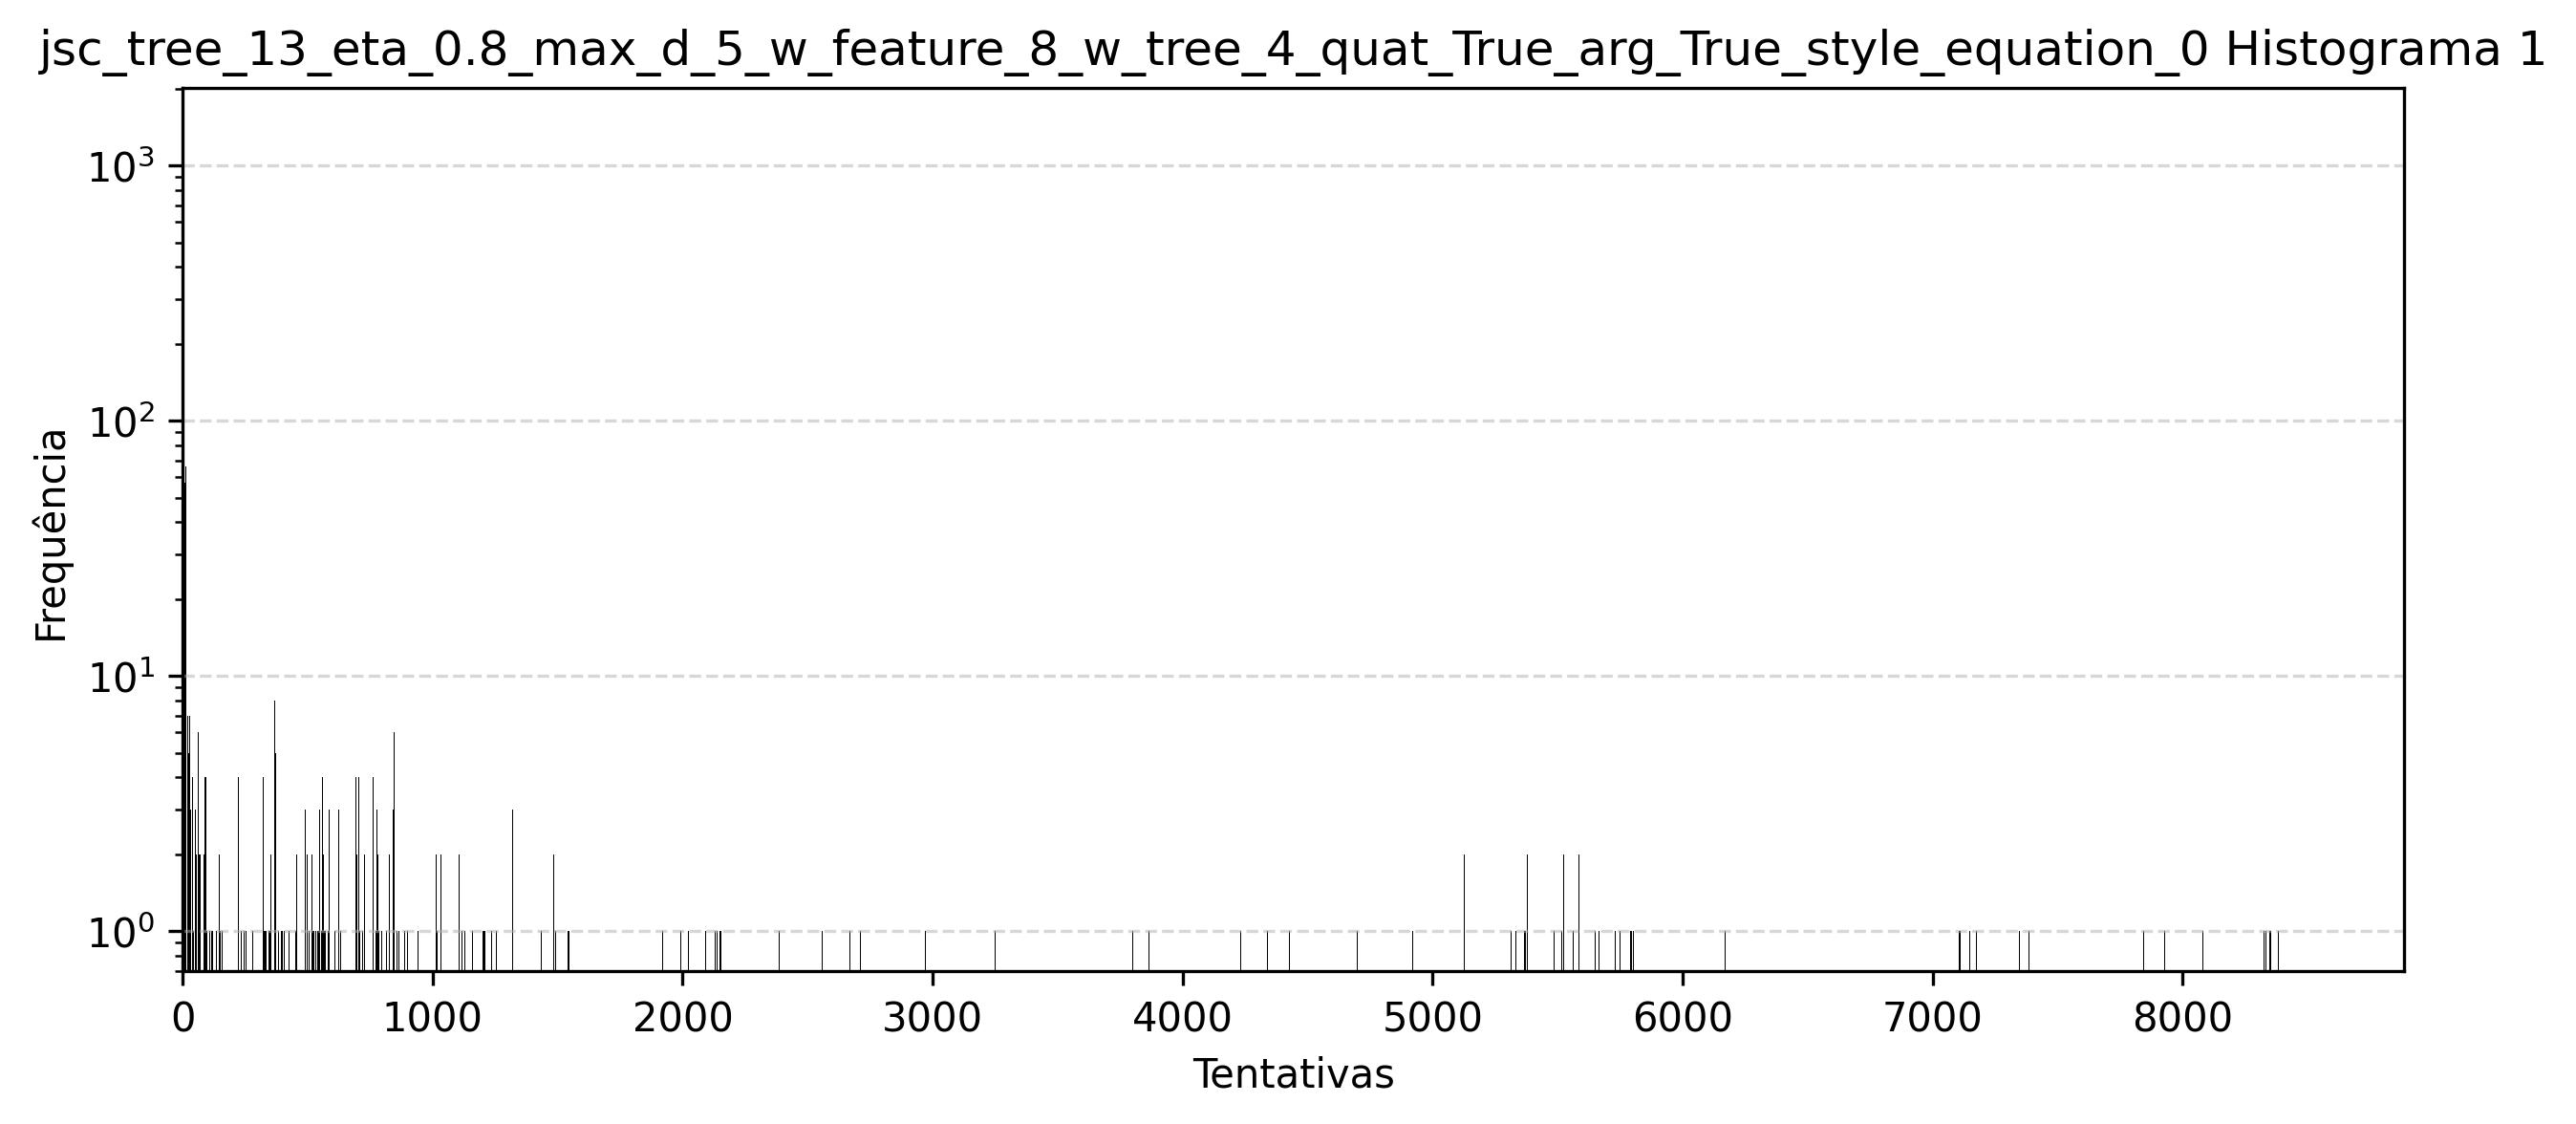 jsc_tree_13_eta_0.8_max_d_5_w_feature_8_w_tree_4_quat_True_arg_True_style_equation_0 Histograma 1
Frequência
10³
10²
10¹
10⁰
0 1000 2000 3000 4000 5000 6000 7000 8000
Tentativas